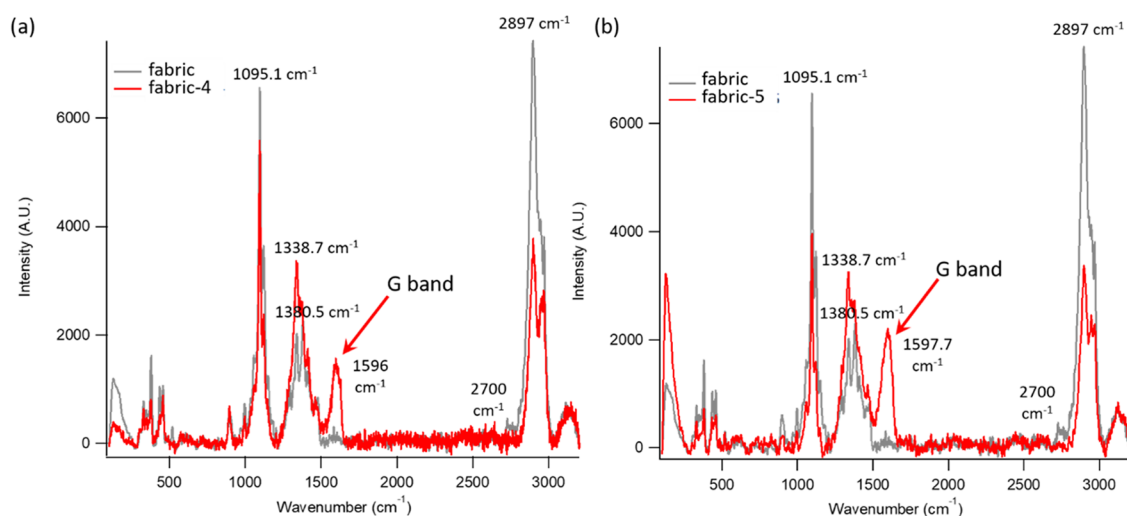 (a)
2897 cm-1
fabric
fabric-4
1095.1 cm-1
6000
4000
2000
0
Intensity (A.U.)
1338.7 cm-1
1380.5 cm-1
G band
1596
cm-1
2700
cm-1
500
1000
1500
2000
2500
3000
Wavenumber (cm-1)
(b)
2897 cm-1
fabric
fabric-5
1095.1 cm-1
6000
4000
2000
0
Intensity (A.U.)
1338.7 cm-1
1380.5 cm-1
G band
1597.7
cm-1
2700
cm-1
500
1000
1500
2000
2500
3000
Wavenumber (cm-1)